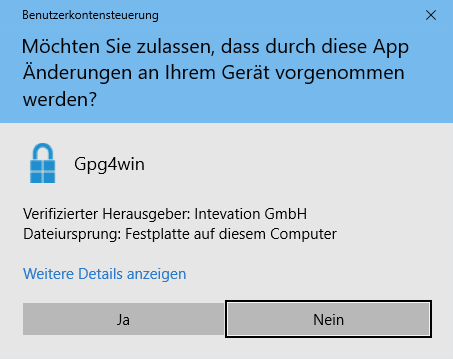 Benutzerkontensteuerung
Möchten Sie zulassen, dass durch diese App
Änderungen an Ihrem Gerät vorgenommen
werden?
Gpg4win
Verifizierter Herausgeber: Intevation GmbH
Dateiursprung: Festplatte auf diesem Computer
Weitere Details anzeigen
Ja
Nein